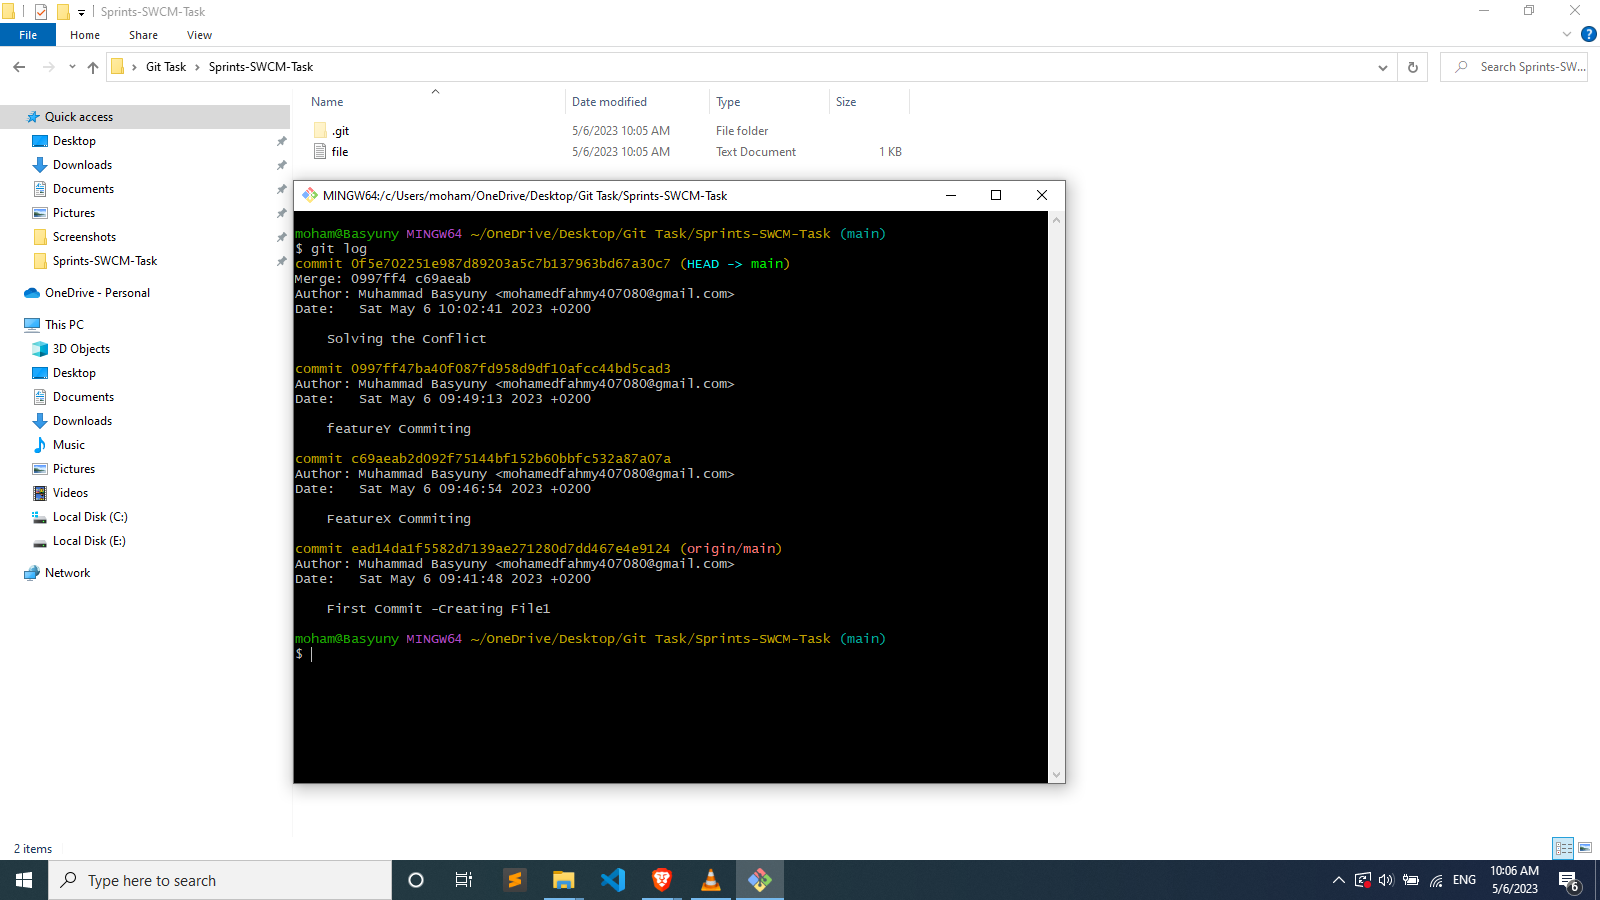 Sprints-SWCM-Task
File Home Share View
Git Task Sprints-SWCM-Task
Search Sprints-SW...
Name Date modified Type Size
.git 5/6/2023 10:05 AM File folder
file 5/6/2023 10:05 AM Text Document 1 KB
Quick access
Desktop
Downloads
Documents
Pictures
Screenshots
Sprints-SWCM-Task
OneDrive - Personal
This PC
3D Objects
Desktop
Documents
Downloads
Music
Pictures
Videos
Local Disk (C:)
Local Disk (E:)
Network
MINGW64:/c/Users/moham/OneDrive/Desktop/Git Task/Sprints-SWCM-Task
moham@Basyuny MINGW64 ~/OneDrive/Desktop/Git Task/Sprints-SWCM-Task (main)
$ git log
commit 0f5e702251e987d89203a5c7b137963bd67a30c7 (HEAD -> main)
Merge: 0997ff4 c69aeab
Author: Muhammad Basyuny <mohamedfahmy407080@gmail.com>
Date:   Sat May 6 10:02:41 2023 +0200
Solving the Conflict
commit 0997ff47ba40f087fd958d9df10afcc44bd5cad3
Author: Muhammad Basyuny <mohamedfahmy407080@gmail.com>
Date:   Sat May 6 09:49:13 2023 +0200
featureY Commiting
commit c69aeab2d092f75144bf152b60bbfc532a87a07a
Author: Muhammad Basyuny <mohamedfahmy407080@gmail.com>
Date:   Sat May 6 09:46:54 2023 +0200
FeatureX Commiting
commit ead14da1f5582d7139ae271280d7dd467e4e9124 (origin/main)
Author: Muhammad Basyuny <mohamedfahmy407080@gmail.com>
Date:   Sat May 6 09:41:48 2023 +0200
First Commit -Creating File1
moham@Basyuny MINGW64 ~/OneDrive/Desktop/Git Task/Sprints-SWCM-Task (main)
$
2 items
Type here to search
ENG
10:06 AM
5/6/2023
6